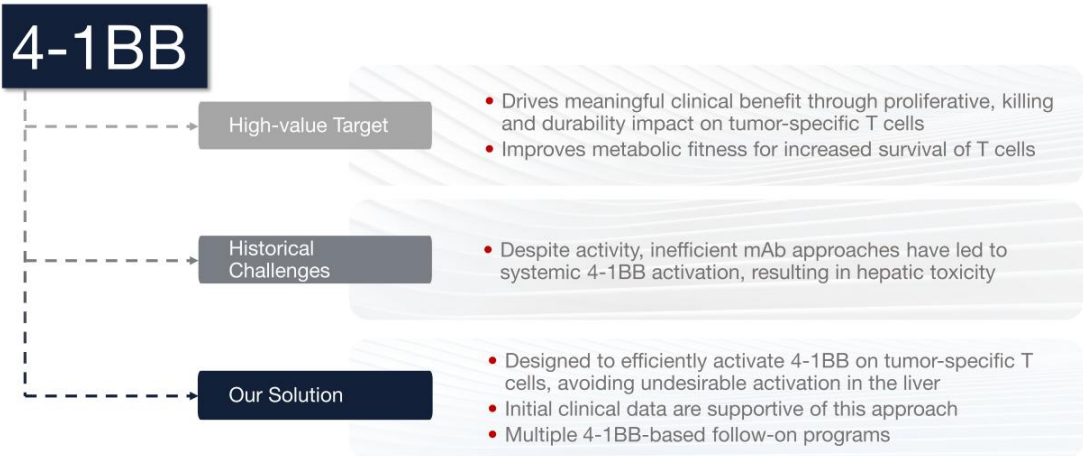 4-1BB
High-value Target
• Drives meaningful clinical benefit through proliferative, killing
and durability impact on tumor-specific T cells
• Improves metabolic fitness for increased survival of T cells
Historical
Challenges
• Despite activity, inefficient mAb approaches have led to
systemic 4-1BB activation, resulting in hepatic toxicity
Our Solution
• Designed to efficiently activate 4-1BB on tumor-specific T
cells, avoiding undesirable activation in the liver
• Initial clinical data are supportive of this approach
• Multiple 4-1BB-based follow-on programs